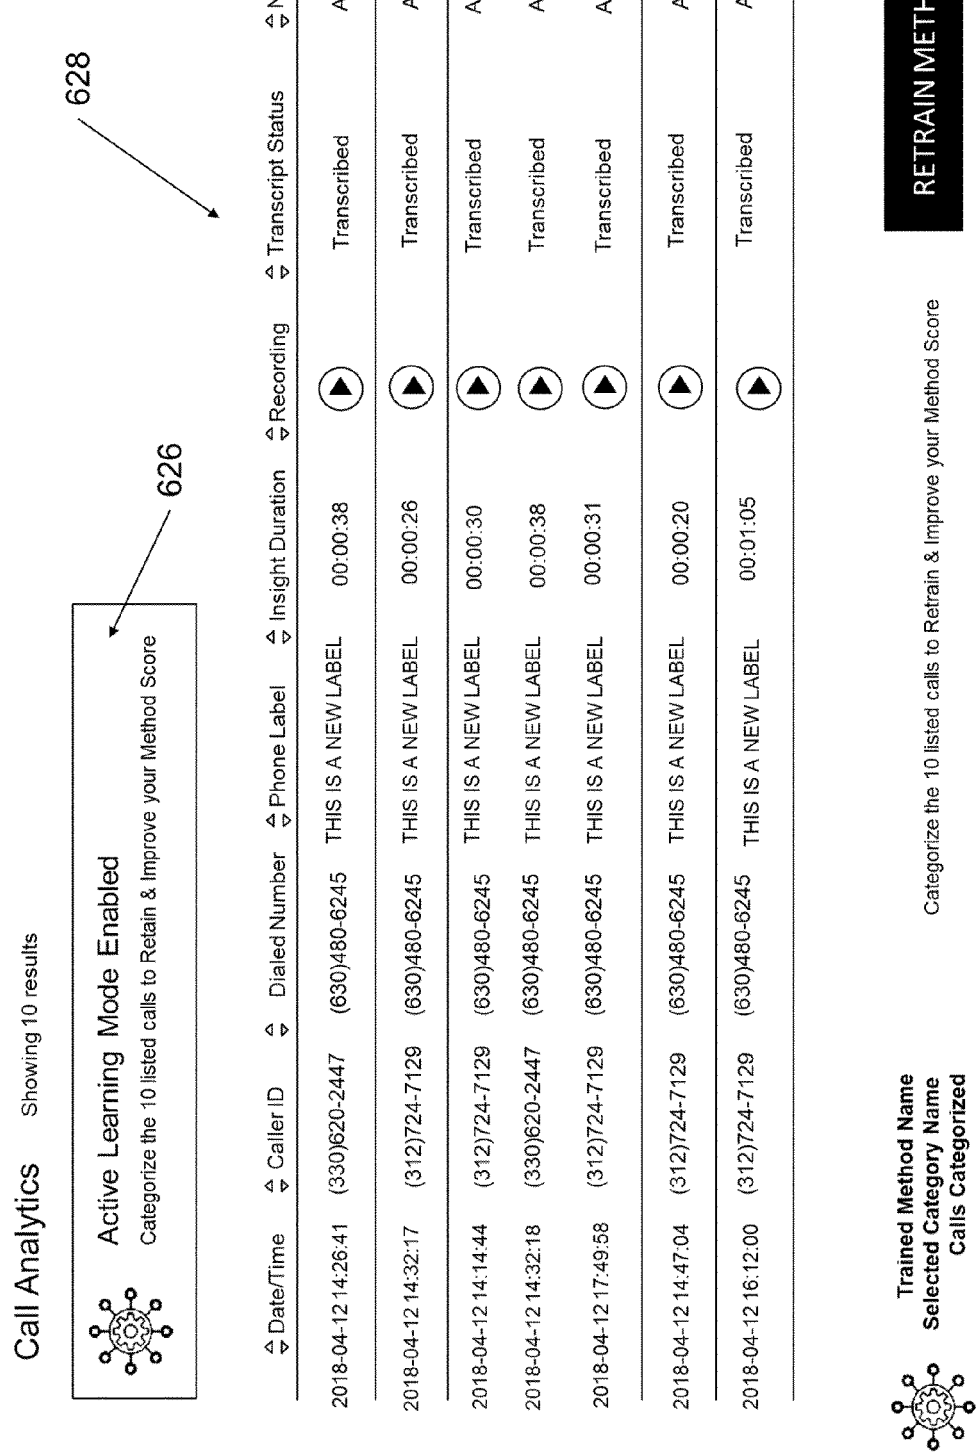 Call Analytics Showing 10 results
628
Active Learning Mode Enabled
Categorize the 10 listed calls to Retain & Improve your Method Score
626
Date/Time Caller ID Dialed Number Phone Label Insight Duration Recording Transcript Status N
2018-04-12 14:26:41 (330)620-2447 (630)480-6245 THIS IS A NEW LABEL 00:00:38 Transcribed A
2018-04-12 14:32:17 (312)724-7129 (630)480-6245 THIS IS A NEW LABEL 00:00:26 Transcribed A
2018-04-12 14:14:44 (312)724-7129 (630)480-6245 THIS IS A NEW LABEL 00:00:30 Transcribed A
2018-04-12 14:32:18 (330)620-2447 (630)480-6245 THIS IS A NEW LABEL 00:00:38 Transcribed A
2018-04-12 17:49:58 (312)724-7129 (630)480-6245 THIS IS A NEW LABEL 00:00:31 Transcribed A
2018-04-12 14:47:04 (312)724-7129 (630)480-6245 THIS IS A NEW LABEL 00:00:20 Transcribed A
2018-04-12 16:12:00 (312)724-7129 (630)480-6245 THIS IS A NEW LABEL 00:01:05 Transcribed A
Trained Method Name
Selected Category Name
Calls Categorized
Categorize the 10 listed calls to Retrain & Improve your Method Score
RETRAIN METH